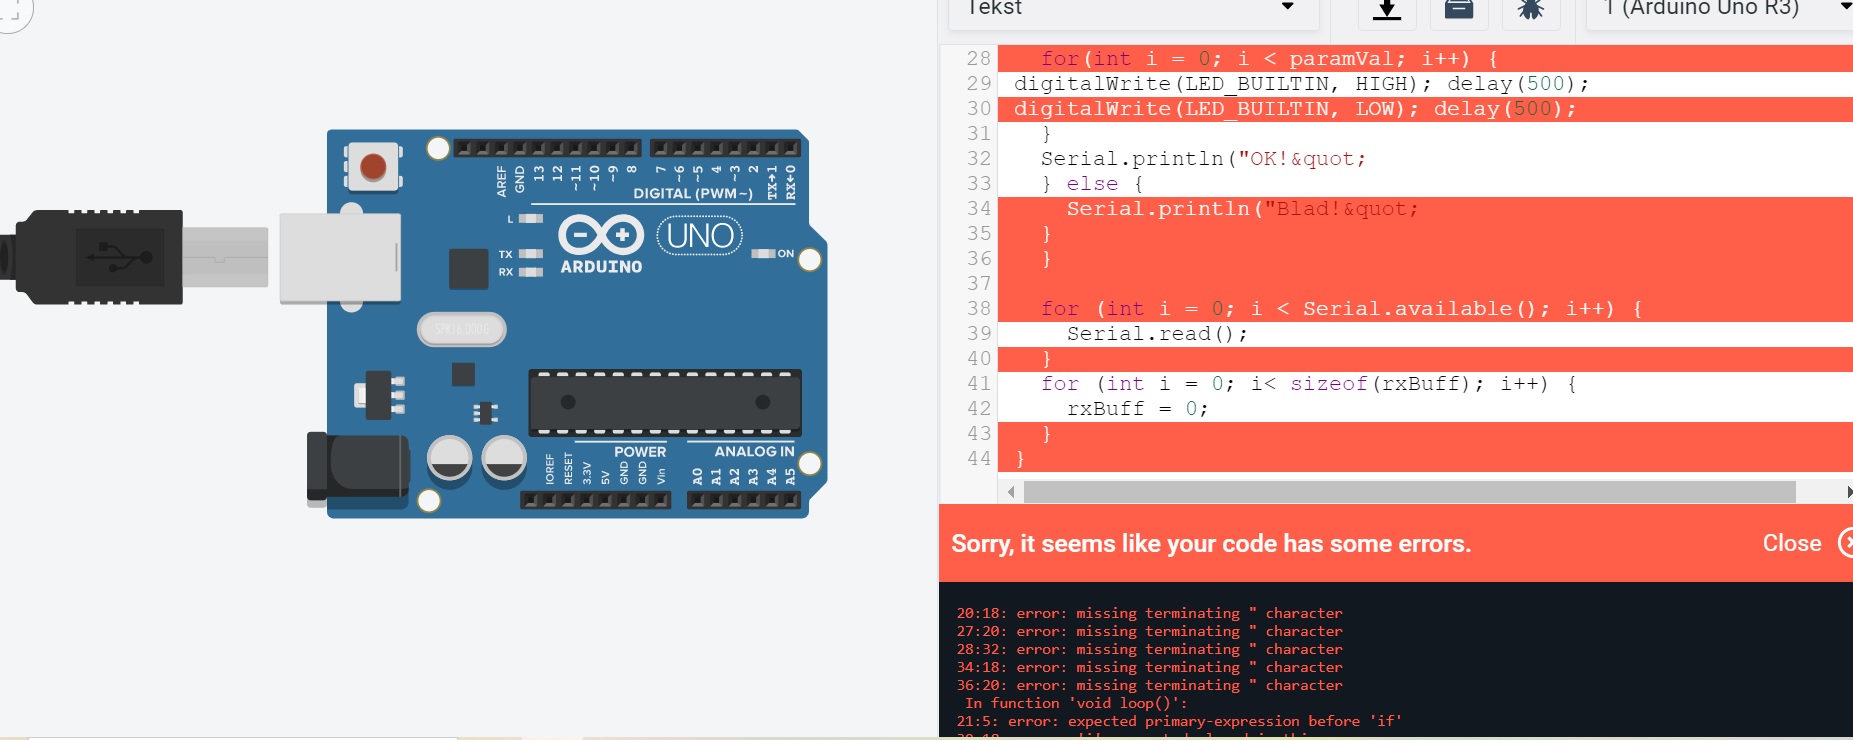 Tekst
1 (Arduino Uno R3)
28 for(int i = 0; i < paramVal; i++) {
29 digitalWrite(LED_BUILTIN, HIGH); delay(500);
30 digitalWrite(LED_BUILTIN, LOW); delay(500);
31 }
32 Serial.println("OK!&quot;
33 } else {
34 Serial.println("Blad!&quot;
35 }
36 }
37
38 for (int i = 0; i < Serial.available(); i++) {
39 Serial.read();
40 }
41 for (int i = 0; i< sizeof(rxBuff); i++) {
42 rxBuff = 0;
43 }
44 }
Sorry, it seems like your code has some errors.
Close
20:18: error: missing terminating " character
27:20: error: missing terminating " character
28:32: error: missing terminating " character
34:18: error: missing terminating " character
36:20: error: missing terminating " character
In function 'void loop()':
21:5: error: expected primary-expression before 'if'
AREF GND 13 12 ~11 ~10 ~9 8 7 ~6 ~5 4 ~3 2 TX→1 RX←0
DIGITAL (PWM~)
L
TX
RX
UNO
ON
ARDUINO
SPK16.000G
POWER
ANALOG IN
IOREF RESET 3.3V 5V GND GND Vin A0 A1 A2 A3 A4 A5